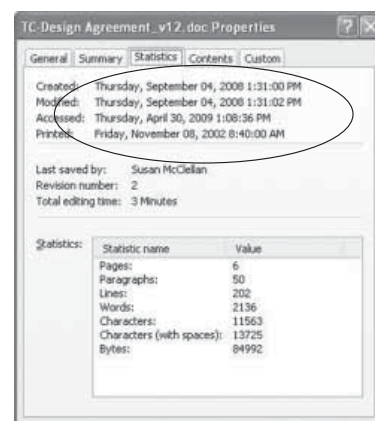 TC-Design Agreement_v12.doc Properties
General Summary Statistics Contents Custom
Created: Thursday, September 04, 2008 1:31:00 PM
Modified: Thursday, September 04, 2008 1:31:02 PM
Accessed: Thursday, April 30, 2009 1:08:36 PM
Printed: Friday, November 08, 2002 8:40:00 AM
Last saved by: Susan McClellan
Revision number: 2
Total editing time: 3 Minutes
Statistics: Statistic name Value
Pages: 6
Paragraphs: 50
Lines: 202
Words: 2136
Characters: 11563
Characters (with spaces): 13725
Bytes: 84992